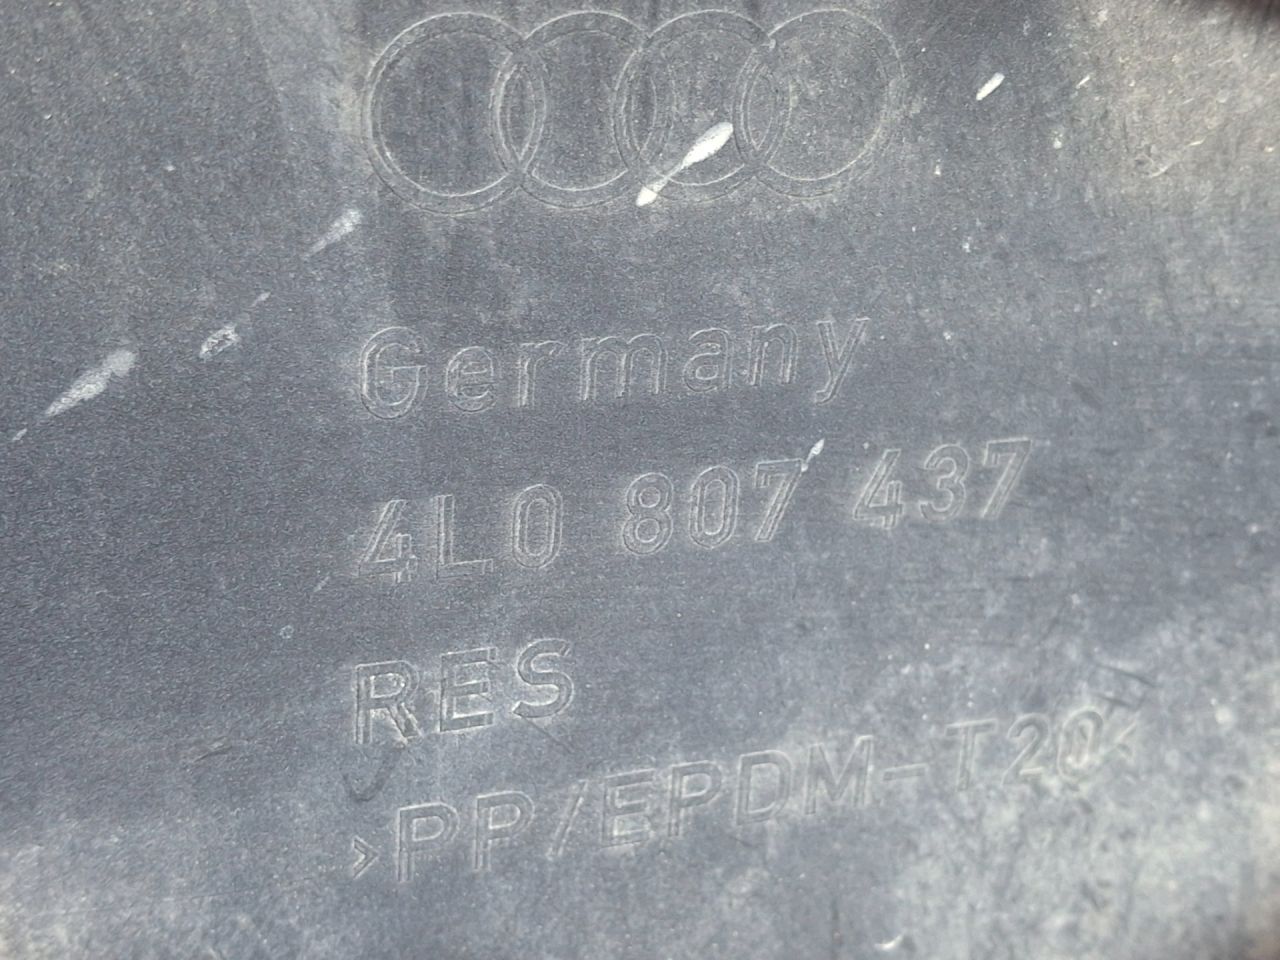 Germany
4L0 807 437
RES
>PP/EPDM-T20<